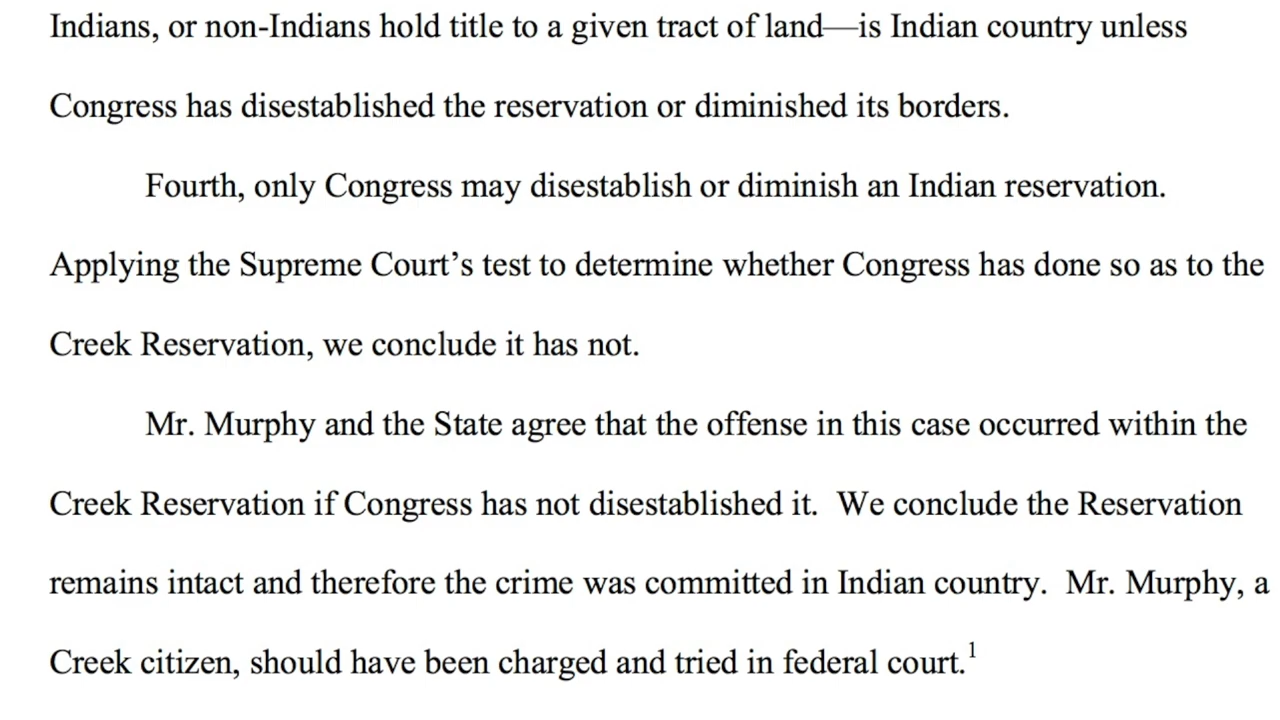 Indians, or non-Indians hold title to a given tract of land—is Indian country unless
Congress has disestablished the reservation or diminished its borders.
Fourth, only Congress may disestablish or diminish an Indian reservation.
Applying the Supreme Court’s test to determine whether Congress has done so as to the
Creek Reservation, we conclude it has not.
Mr. Murphy and the State agree that the offense in this case occurred within the
Creek Reservation if Congress has not disestablished it.  We conclude the Reservation
remains intact and therefore the crime was committed in Indian country.  Mr. Murphy, a
Creek citizen, should have been charged and tried in federal court.1